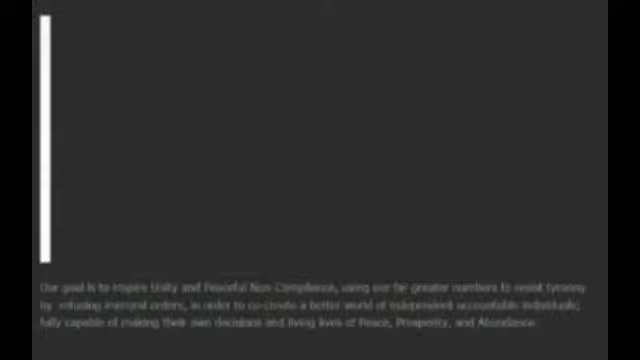 Our goal is to inspire Unity and Peaceful Non-Compliance, using our far greater numbers to resist tyranny
by refusing immoral orders, in order to co-create a better world of independent accountable individuals;
fully capable of making their own decisions and living lives of Peace, Prosperity, and Abundance.